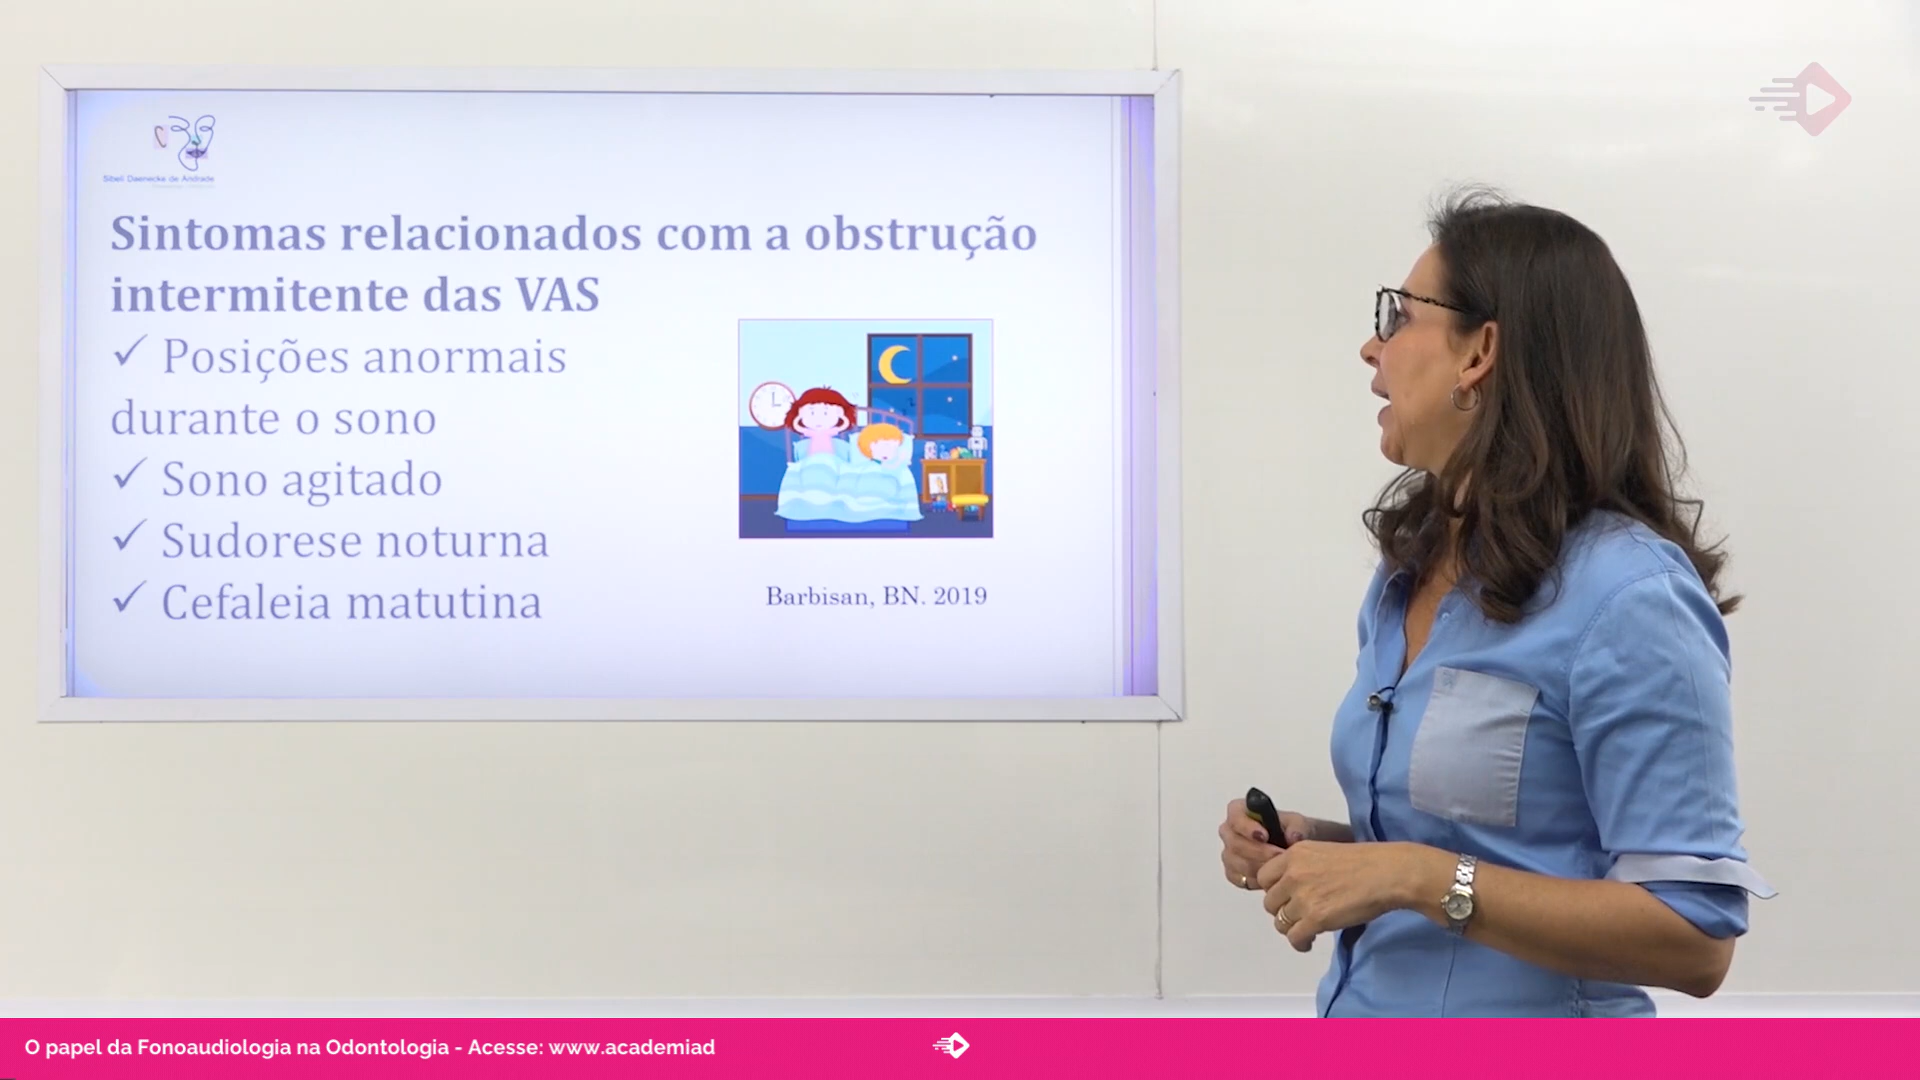 Sibeli Daenecke de Andrade
Sintomas relacionados com a obstrução
intermitente das VAS
✓ Posições anormais
durante o sono
✓ Sono agitado
✓ Sudorese noturna
✓ Cefaleia matutina
Barbisan, BN. 2019
O papel da Fonoaudiologia na Odontologia - Acesse: www.academiad